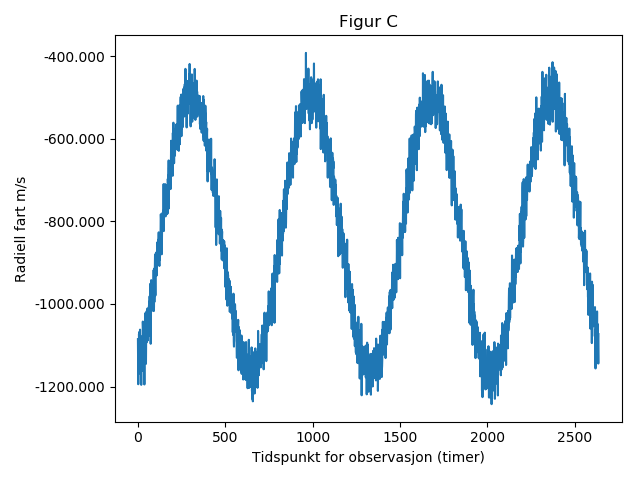 Figur C
-400.000
-600.000
-800.000
-1000.000
-1200.000
Radiell fart m/s
0 500 1000 1500 2000 2500
Tidspunkt for observasjon (timer)